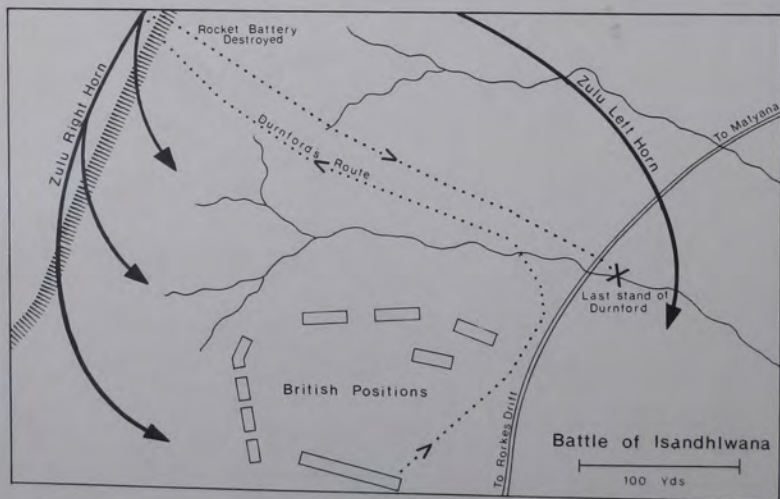 Rocket Battery
Destroyed
Zulu Right Horn
Durnford's
Route
Zulu Left Horn
To Matyana
Last stand of
Durnford
British Positions
To Rorkes Drift
Battle of Isandhlwana
100 Yds